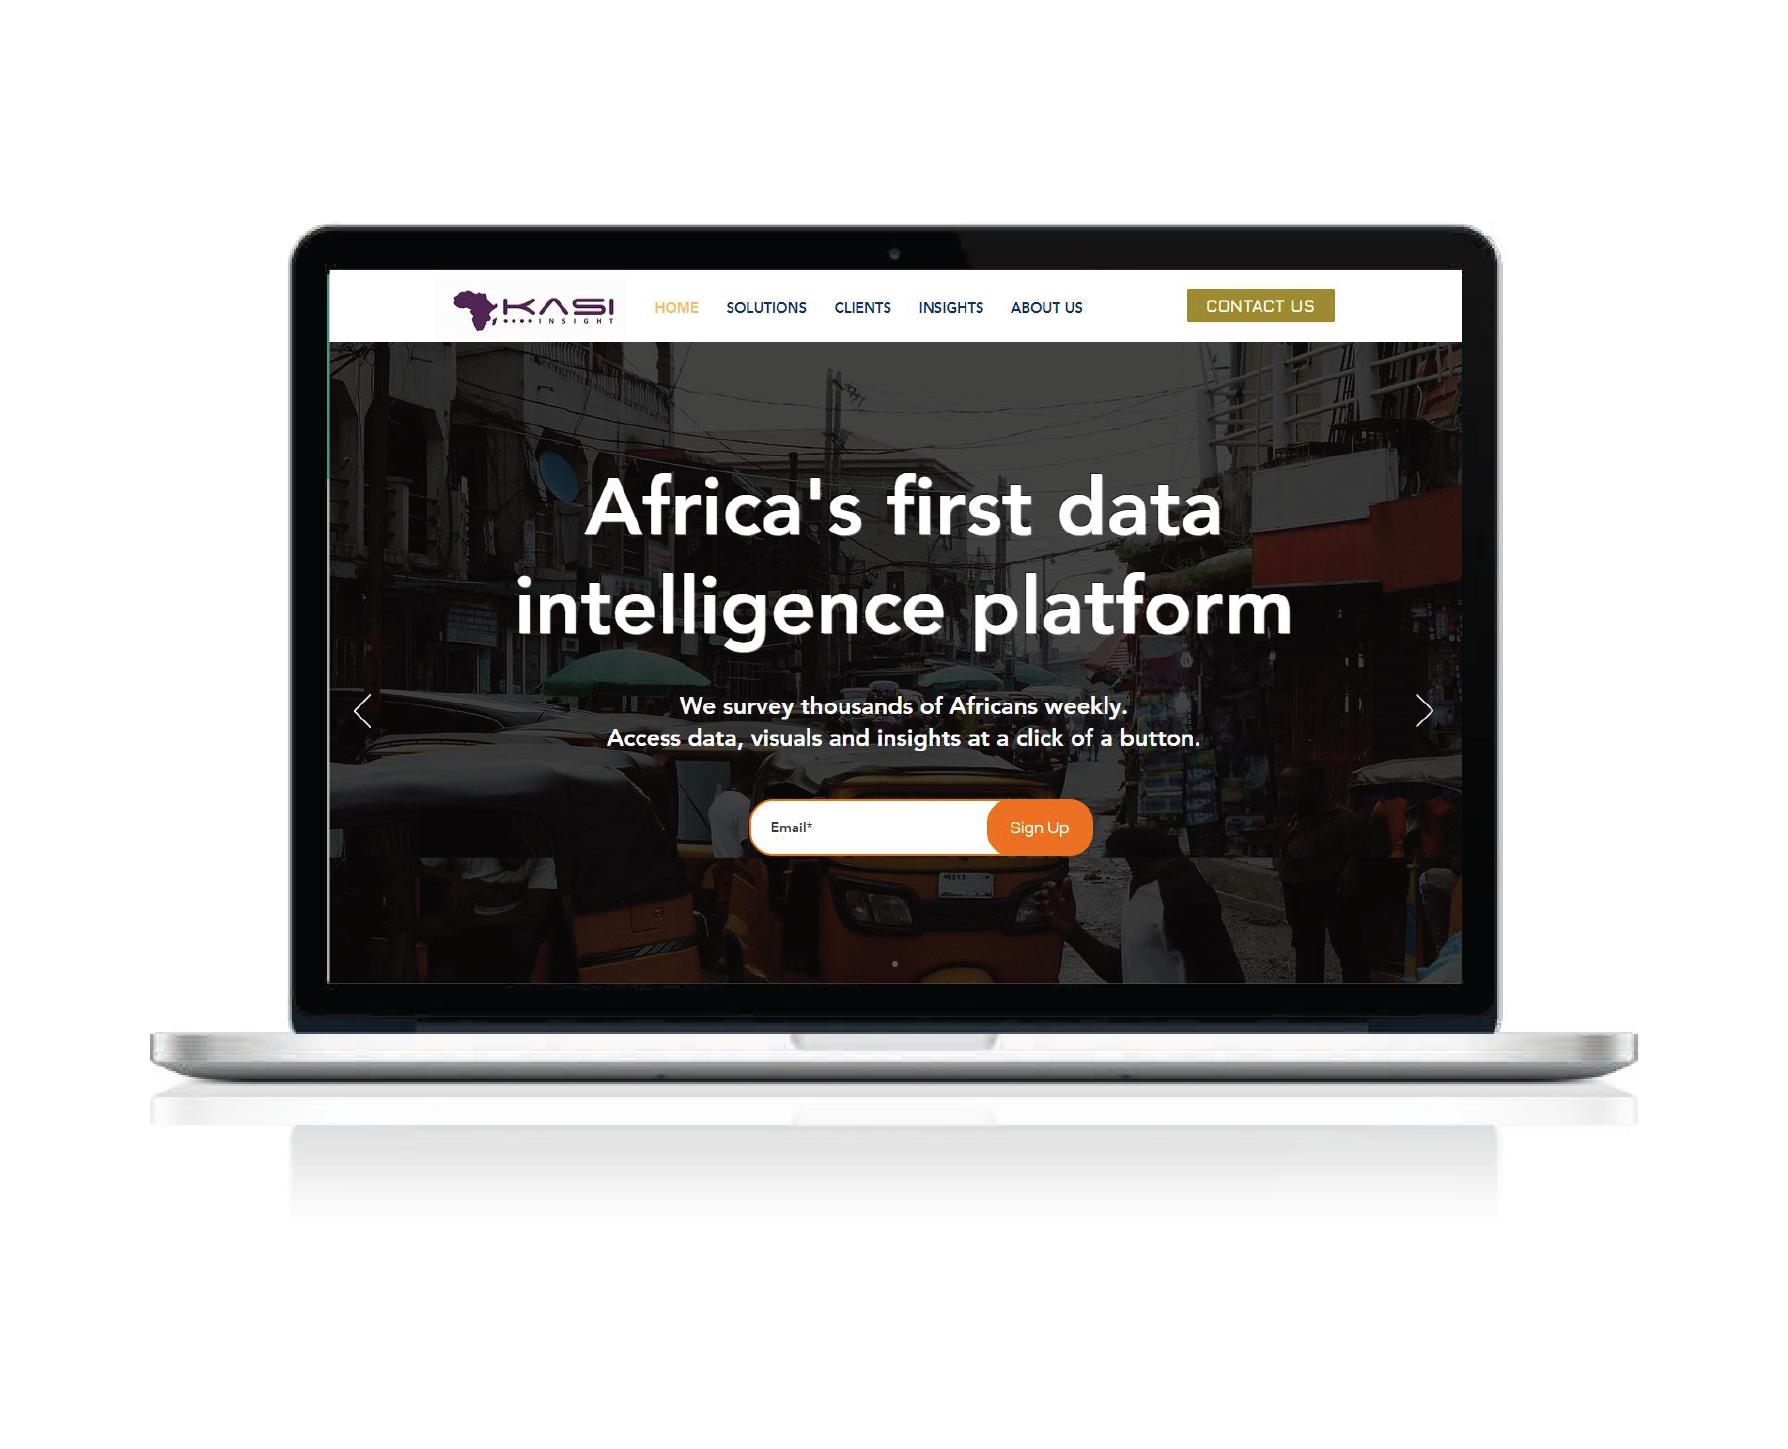 KASI
INSIGHT
HOME SOLUTIONS CLIENTS INSIGHTS ABOUT US
CONTACT US
Africa's first data
intelligence platform
We survey thousands of Africans weekly.
Access data, visuals and insights at a click of a button.
Email*
Sign Up